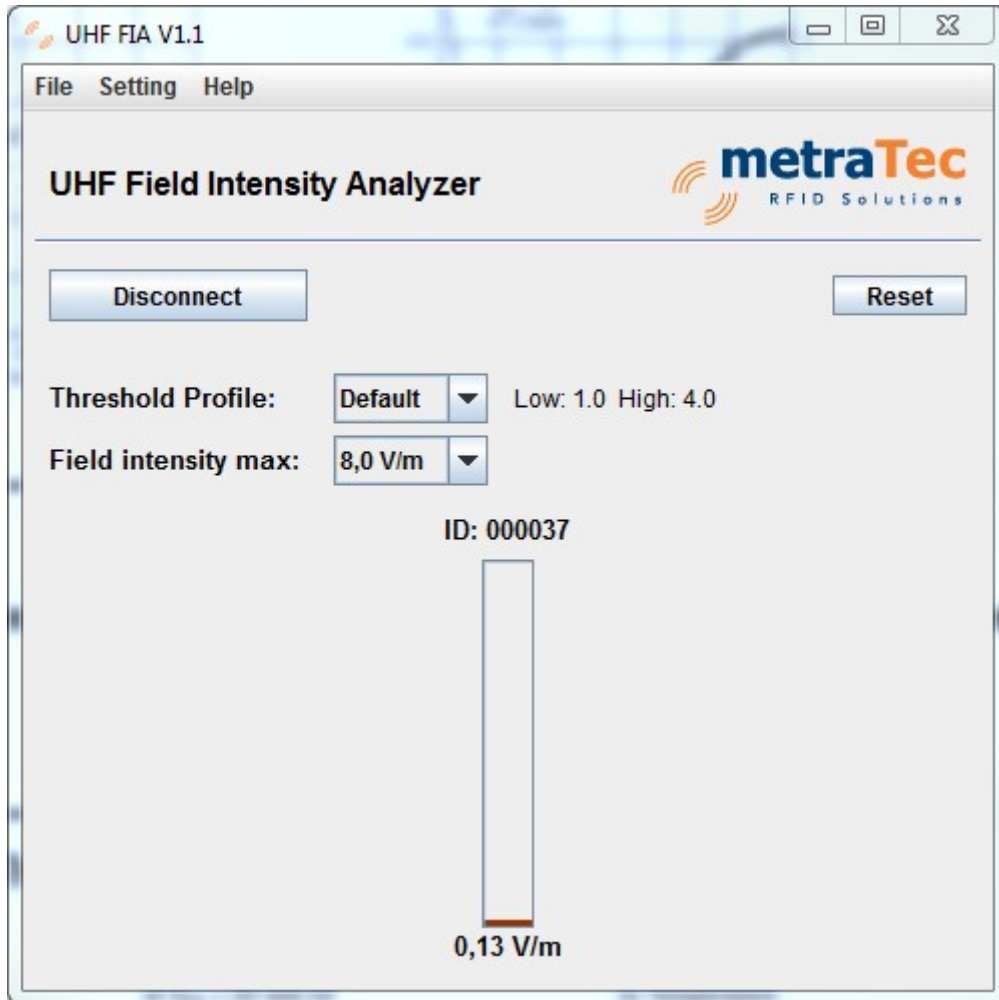 UHF FIA V1.1
File Setting Help
UHF Field Intensity Analyzer
metraTec
RFID Solutions
Disconnect
Reset
Threshold Profile: Default Low: 1.0 High: 4.0
Field intensity max: 8,0 V/m
ID: 000037
0,13 V/m